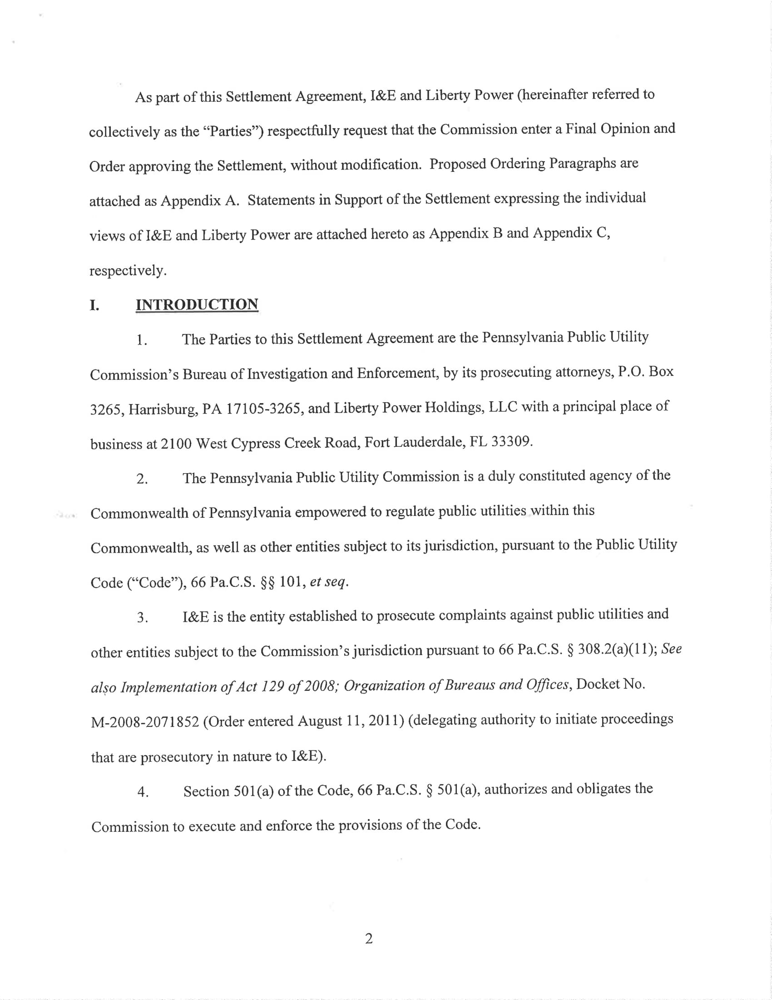 As part of this Settlement Agreement, I&E and Liberty Power (hereinafter referred to
collectively as the “Parties”) respectfully request that the Commission enter a Final Opinion and
Order approving the Settlement, without modification. Proposed Ordering Paragraphs are
attached as Appendix A. Statements in Support of the Settlement expressing the individual
views of I&E and Liberty Power are attached hereto as Appendix B and Appendix C,
respectively.
I. INTRODUCTION
1. The Parties to this Settlement Agreement are the Pennsylvania Public Utility
Commission’s Bureau of Investigation and Enforcement, by its prosecuting attorneys, P.O. Box
3265, Harrisburg, PA 17105-3265, and Liberty Power Holdings, LLC with a principal place of
business at 2100 West Cypress Creek Road, Fort Lauderdale, FL 33309.
2. The Pennsylvania Public Utility Commission is a duly constituted agency of the
Commonwealth of Pennsylvania empowered to regulate public utilities within this
Commonwealth, as well as other entities subject to its jurisdiction, pursuant to the Public Utility
Code (“Code”), 66 Pa.C.S. §§ 101, et seq.
3. I&E is the entity established to prosecute complaints against public utilities and
other entities subject to the Commission’s jurisdiction pursuant to 66 Pa.C.S. § 308.2(a)(11); See
also Implementation of Act 129 of 2008; Organization of Bureaus and Offices, Docket No.
M-2008-2071852 (Order entered August 11, 2011) (delegating authority to initiate proceedings
that are prosecutory in nature to I&E).
4. Section 501(a) of the Code, 66 Pa.C.S. § 501(a), authorizes and obligates the
Commission to execute and enforce the provisions of the Code.
2